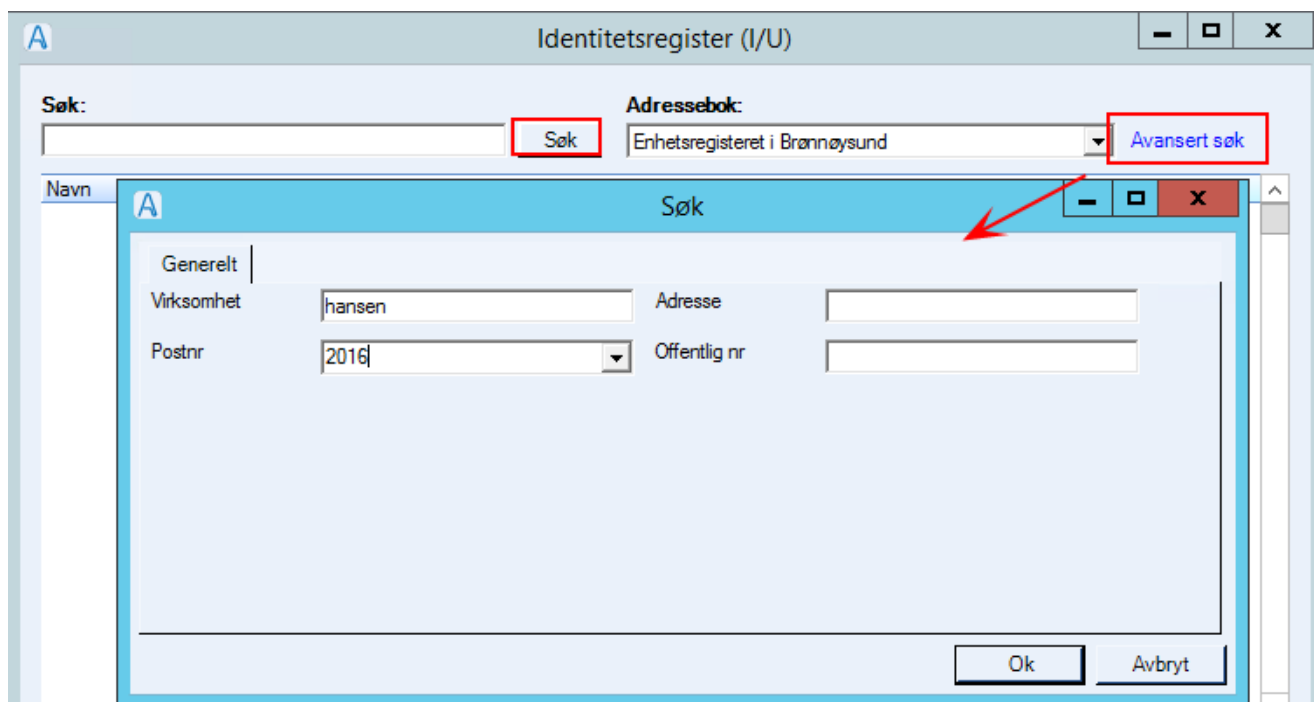 Identitetsregister (I/U)
Søk: Adressebok:
Søk Enhetsregisteret i Brønnøysund Avansert søk
Navn
Søk
Generelt
Virksomhet hansen Adresse
Postnr 2016 Offentlig nr
Ok Avbryt